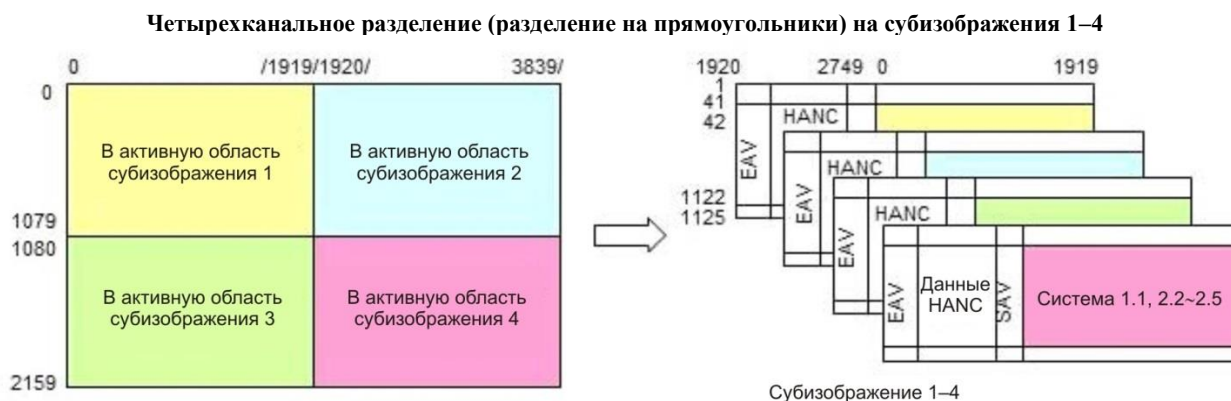 Четырехканальное разделение (разделение на прямоугольники) на субизображения 1–4
0 /1919/1920/ 3839/
0
В активную область
субизображения 1
В активную область
субизображения 2
1079
1080
В активную область
субизображения 3
В активную область
субизображения 4
2159
1920 2749 0 1919
1
41
42
HANC
EAV
1122
1125
HANC
EAV
HANC
EAV
EAV
Данные
HANC
SAV
Система 1.1, 2.2~2.5
Субизображение 1–4